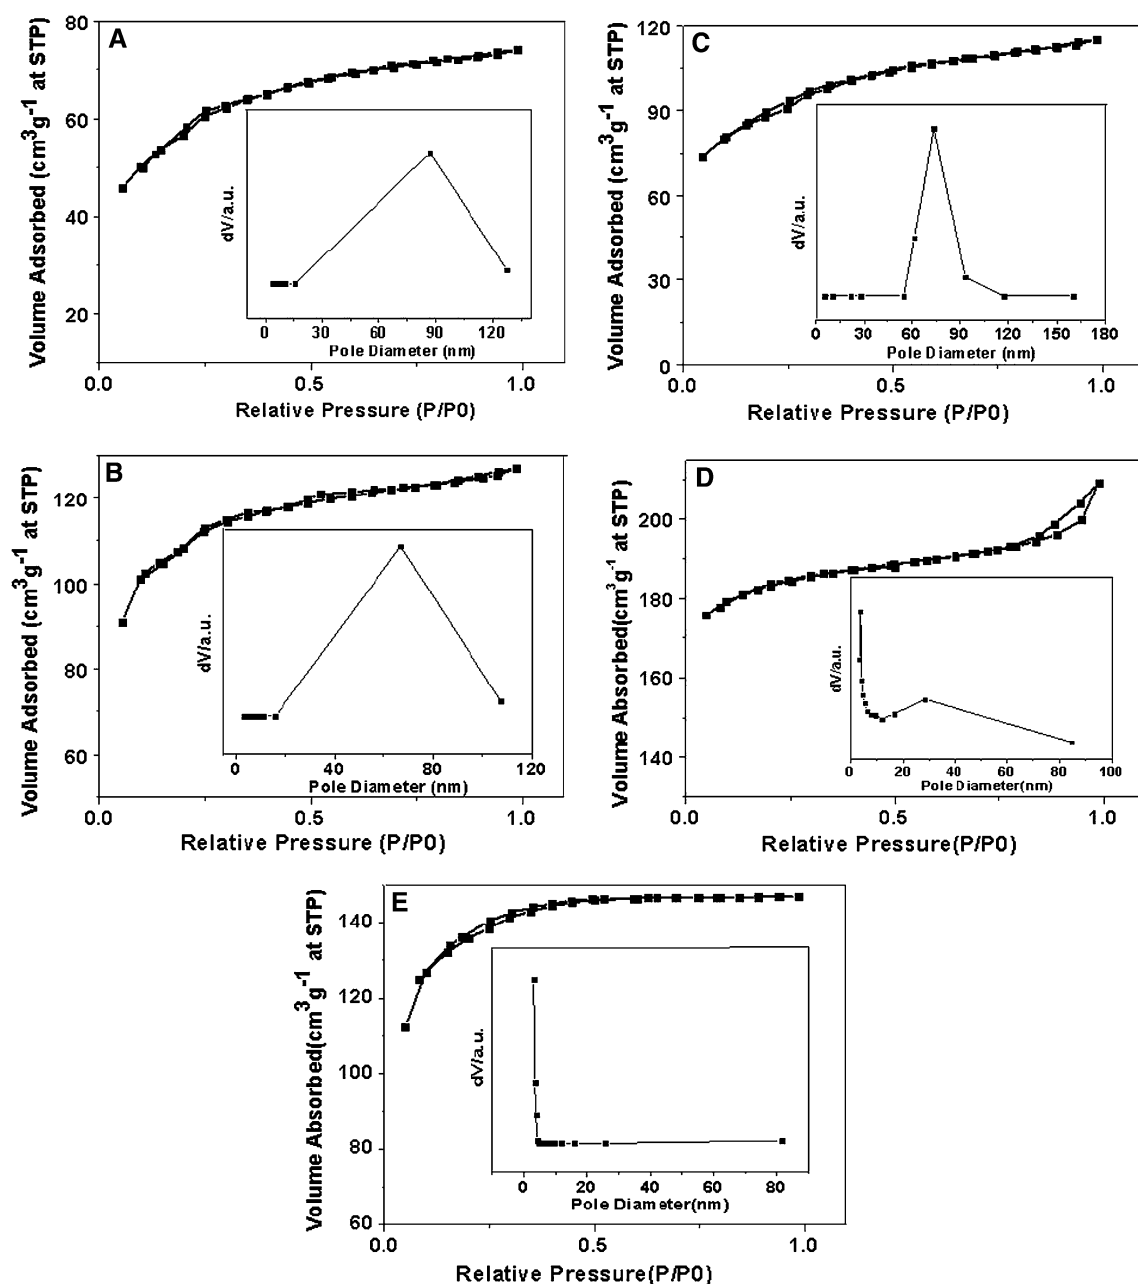 A
Volume Adsorbed (cm³g⁻¹ at STP)
80
60
40
20
0.0 0.5 1.0
Relative Pressure (P/P0)
dV/a.u.
0 30 60 90 120
Pole Diameter (nm)
C
Volume Adsorbed (cm³g⁻¹ at STP)
120
90
60
30
0
0.0 0.5 1.0
Relative Pressure (P/P0)
dV/a.u.
0 30 60 90 120 150 180
Pole Diameter (nm)
B
Volume Adsorbed (cm³g⁻¹ at STP)
120
100
80
60
0.0 0.5 1.0
Relative Pressure (P/P0)
dV/a.u.
0 40 80 120
Pole Diameter (nm)
D
Volume Absorbed(cm³g⁻¹ at STP)
200
180
160
140
0.0 0.5 1.0
Relative Pressure(P/P0)
dV/a.u.
0 20 40 60 80 100
Pole Diameter(nm)
E
Volume Absorbed(cm³g⁻¹ at STP)
140
120
100
80
60
0.0 0.5 1.0
Relative Pressure(P/P0)
dV/a.u.
0 20 40 60 80
Pole Diameter(nm)